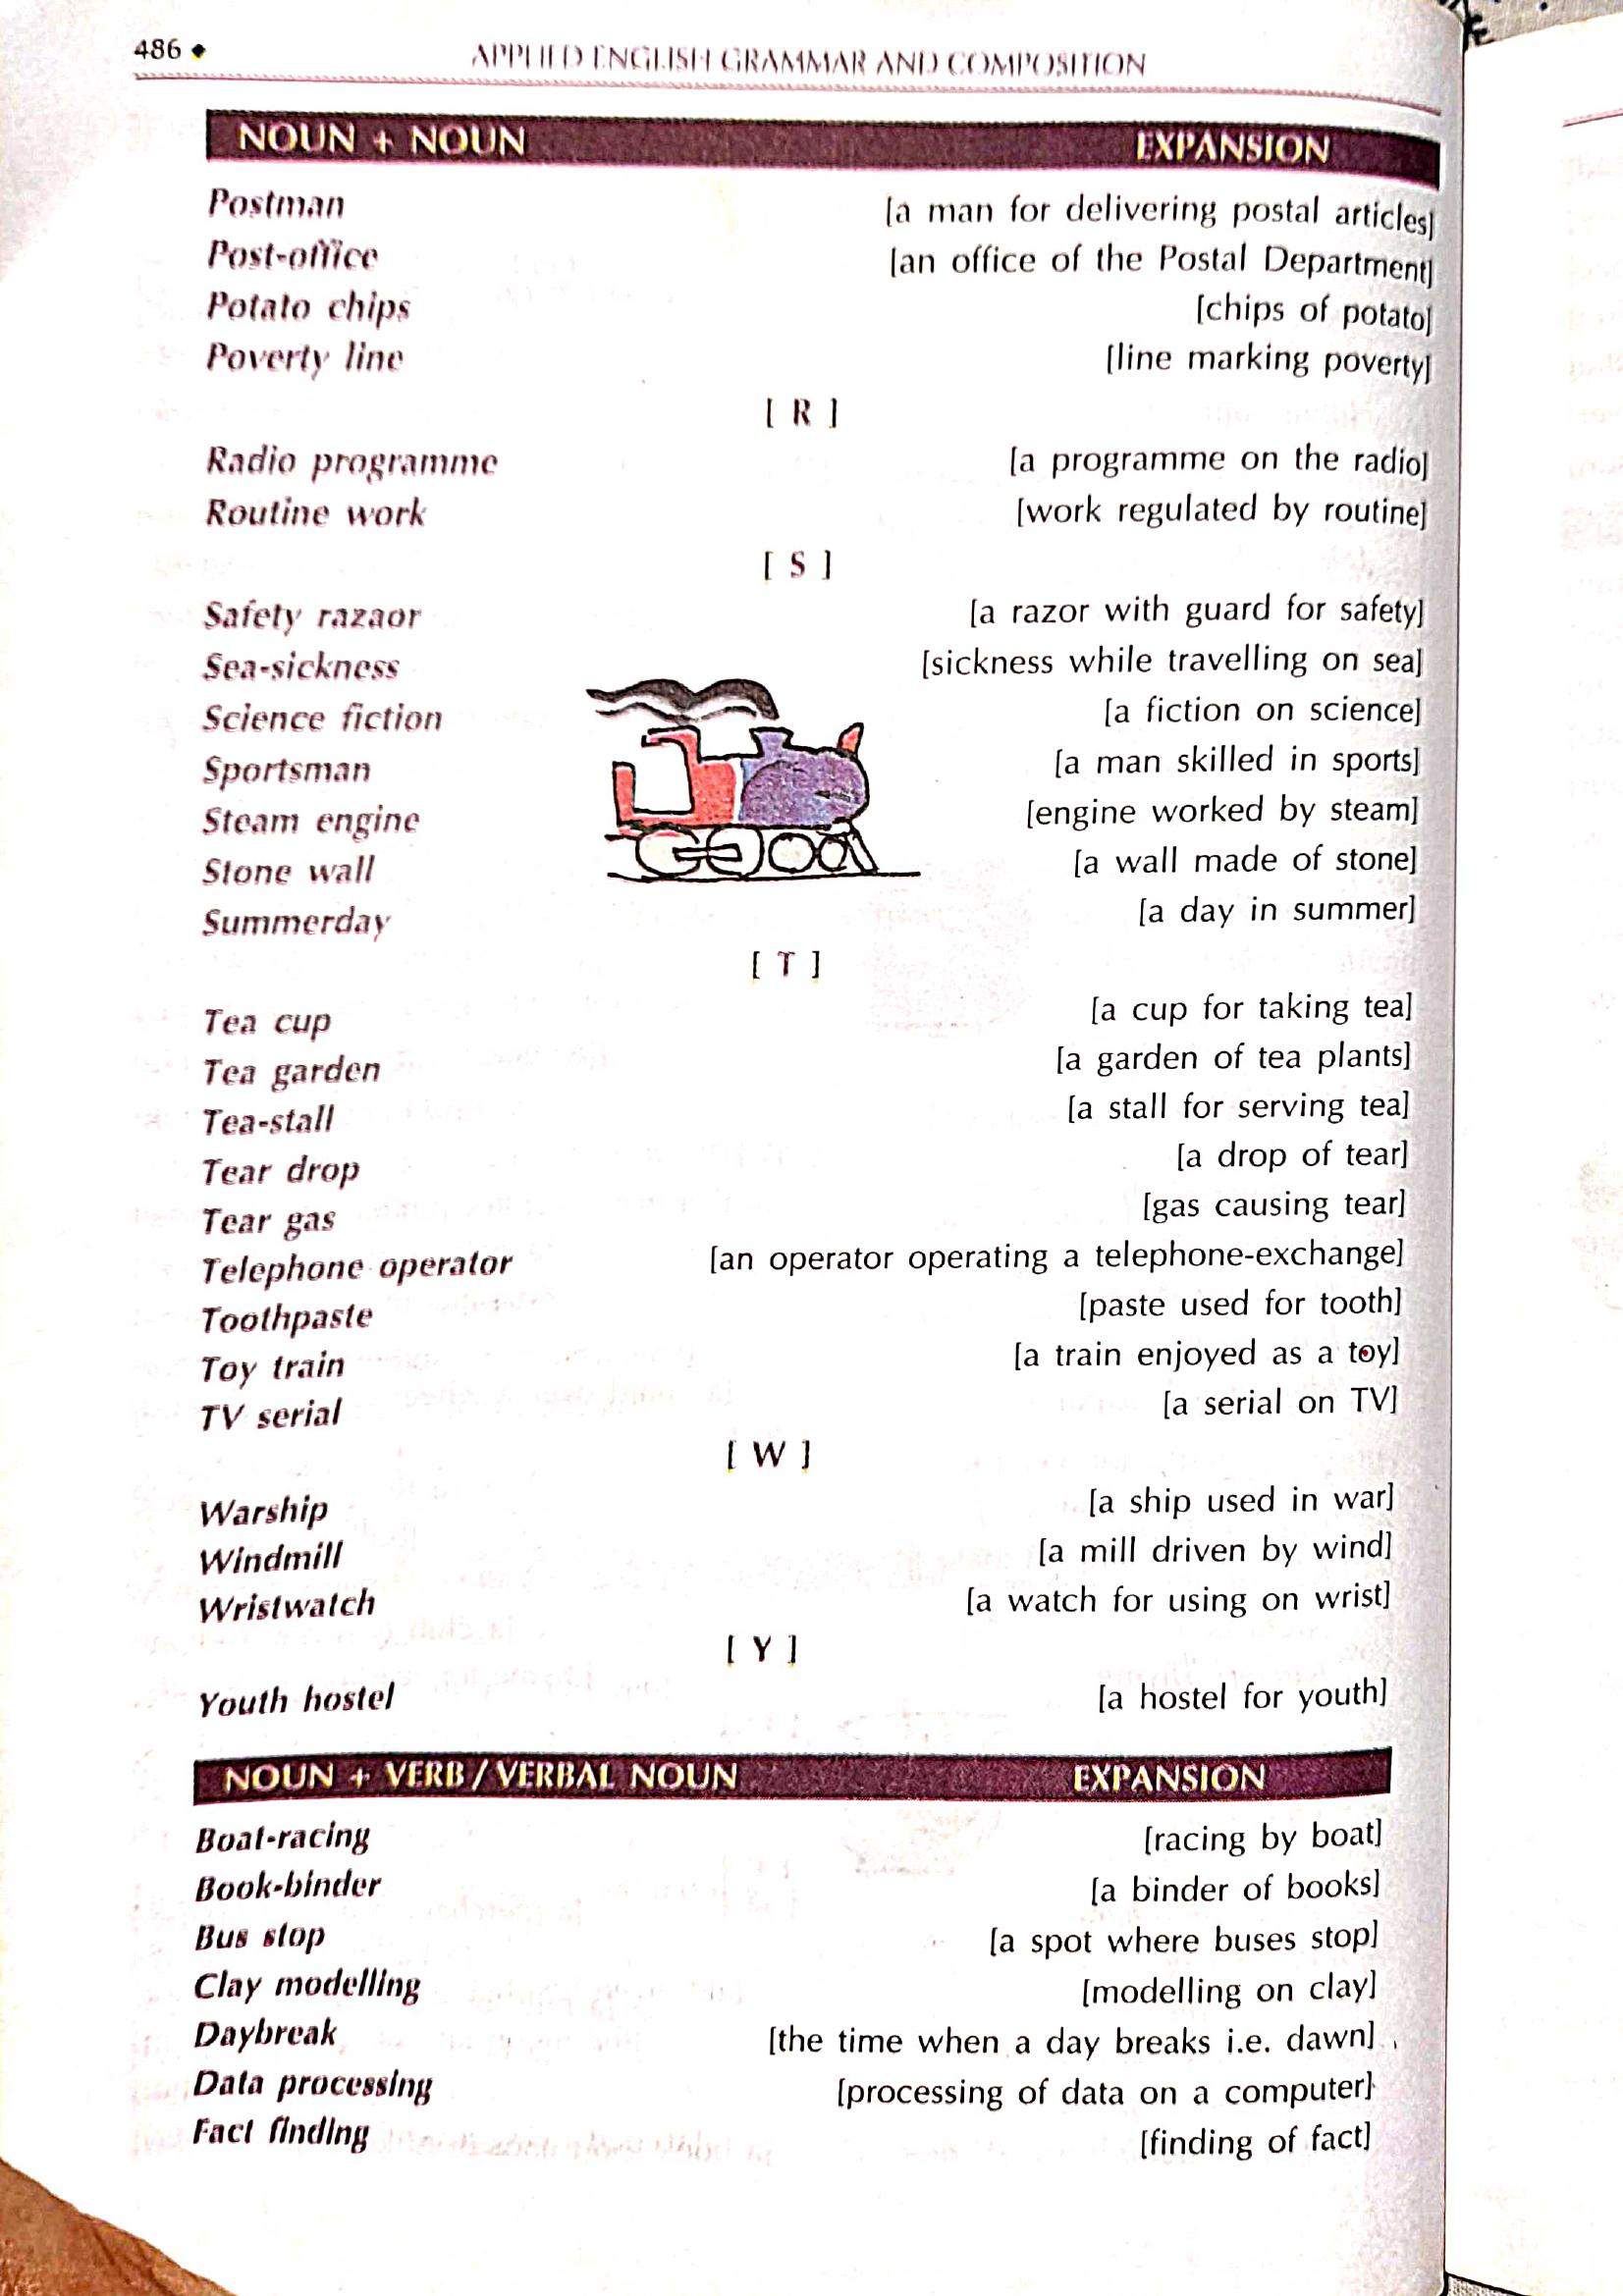 486 ◆ APPLIED ENGLISH GRAMMAR AND COMPOSITION
NOUN + NOUN EXPANSION
Postman [a man for delivering postal articles]
Post-office [an office of the Postal Department]
Potato chips [chips of potato]
Poverty line [line marking poverty]
[ R ]
Radio programme [a programme on the radio]
Routine work [work regulated by routine]
[ S ]
Safety razaor [a razor with guard for safety]
Sea-sickness [sickness while travelling on sea]
Science fiction [a fiction on science]
Sportsman [a man skilled in sports]
Steam engine [engine worked by steam]
Stone wall [a wall made of stone]
Summerday [a day in summer]
[ T ]
Tea cup [a cup for taking tea]
Tea garden [a garden of tea plants]
Tea-stall [a stall for serving tea]
Tear drop [a drop of tear]
Tear gas [gas causing tear]
Telephone operator [an operator operating a telephone-exchange]
Toothpaste [paste used for tooth]
Toy train [a train enjoyed as a toy]
TV serial [a serial on TV]
[ W ]
Warship [a ship used in war]
Windmill [a mill driven by wind]
Wristwatch [a watch for using on wrist]
[ Y ]
Youth hostel [a hostel for youth]
NOUN + VERB / VERBAL NOUN EXPANSION
Boat-racing [racing by boat]
Book-binder [a binder of books]
Bus stop [a spot where buses stop]
Clay modelling [modelling on clay]
Daybreak [the time when a day breaks i.e. dawn]
Data processing [processing of data on a computer]
Fact finding [finding of fact]